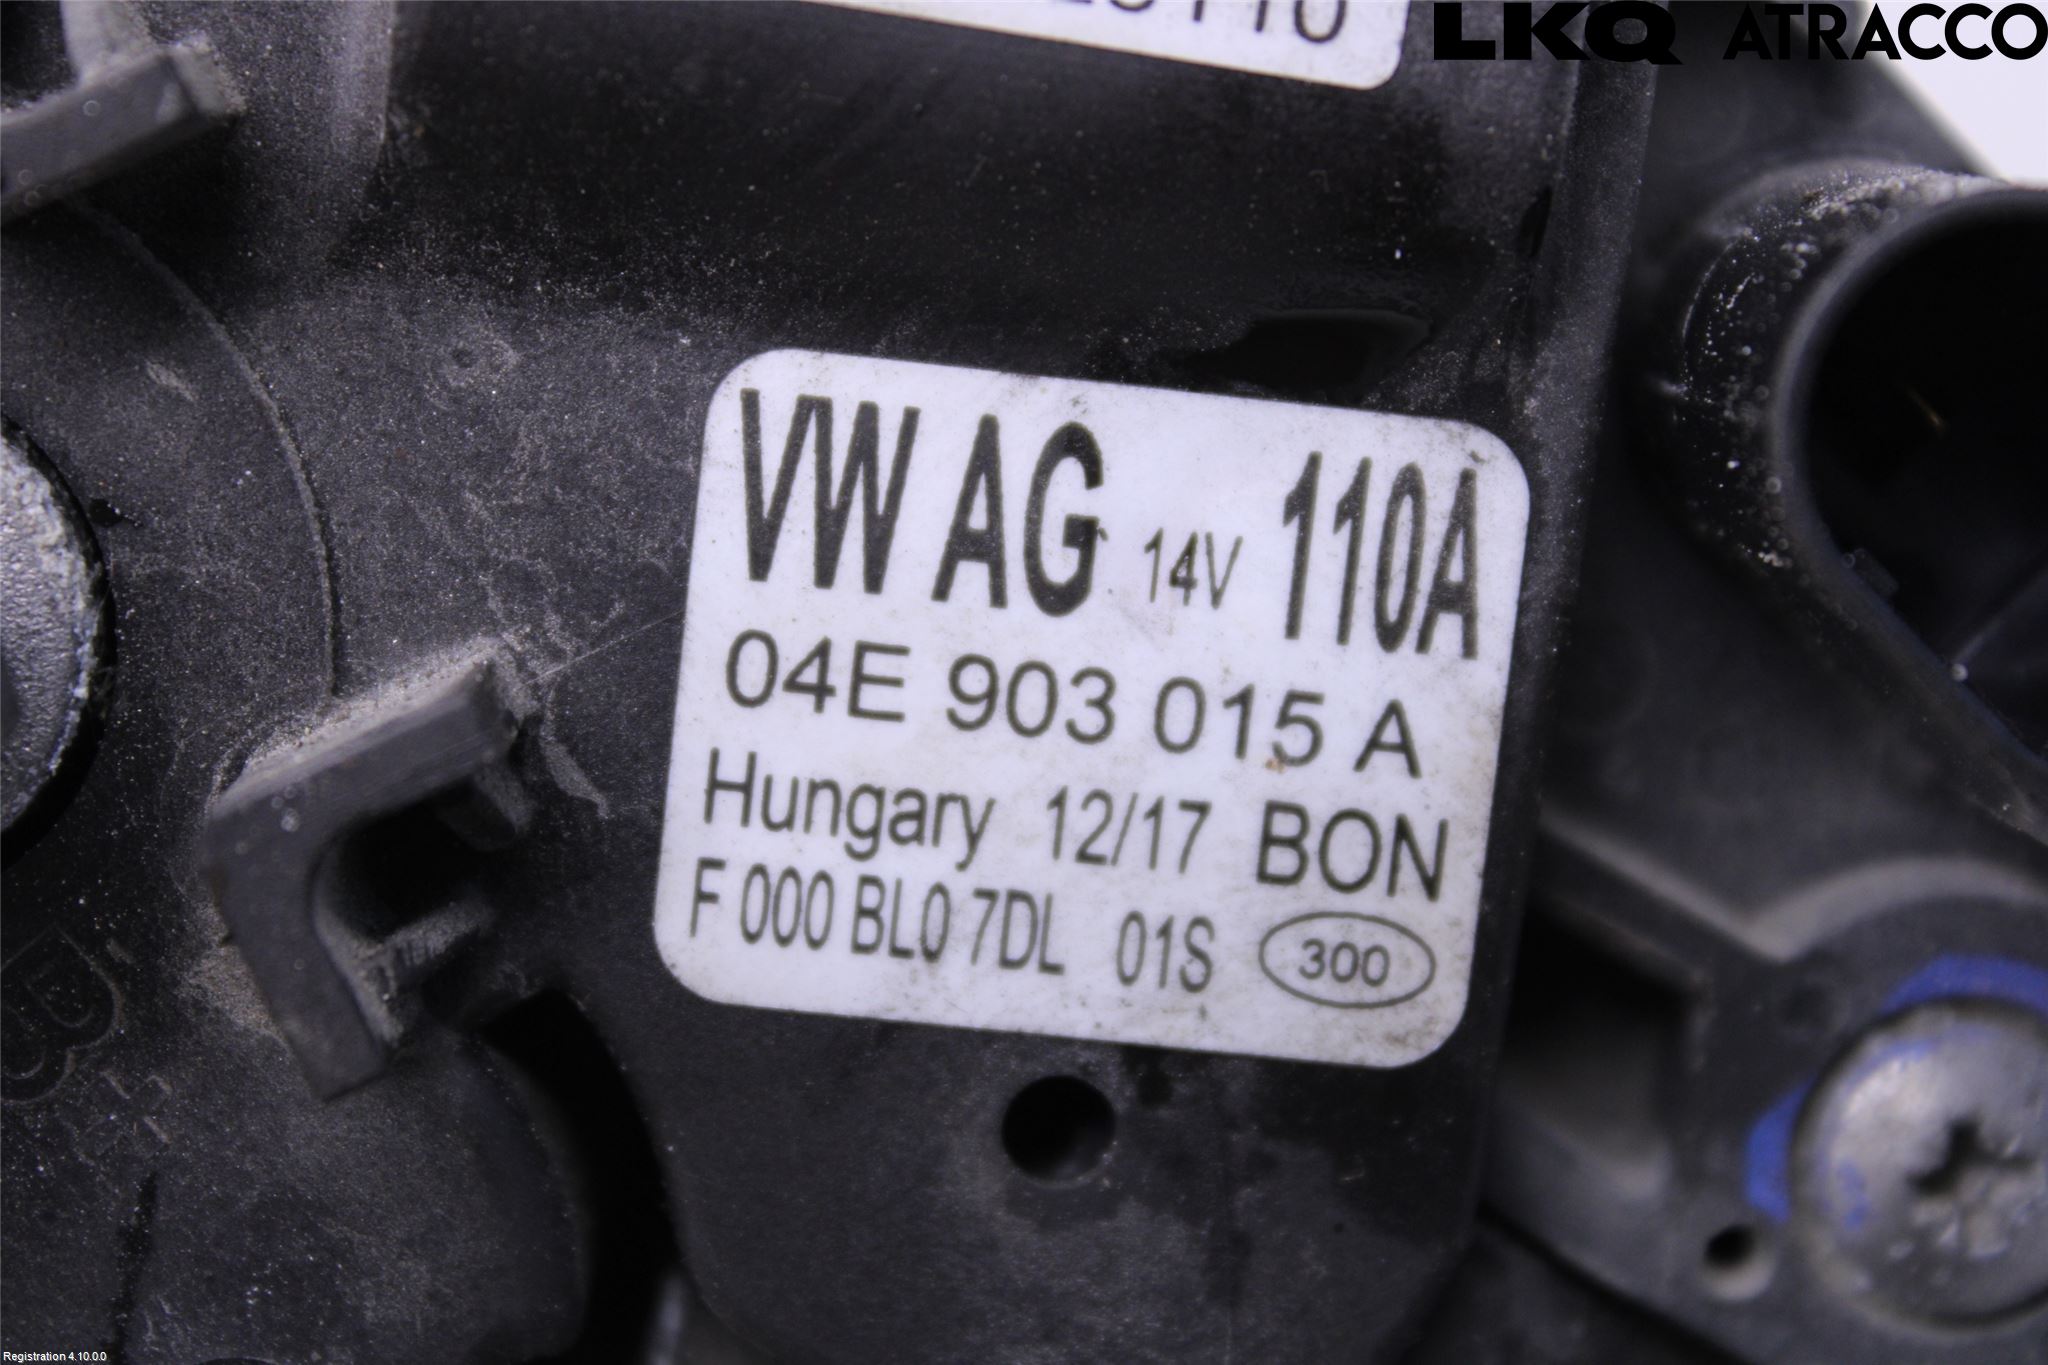 LKQ ATRACCO
VW AG 14V 110A
04E 903 015 A
Hungary 12/17 BON
F 000 BL0 7DL 01S 300
B+
Registration 4.10.0.0